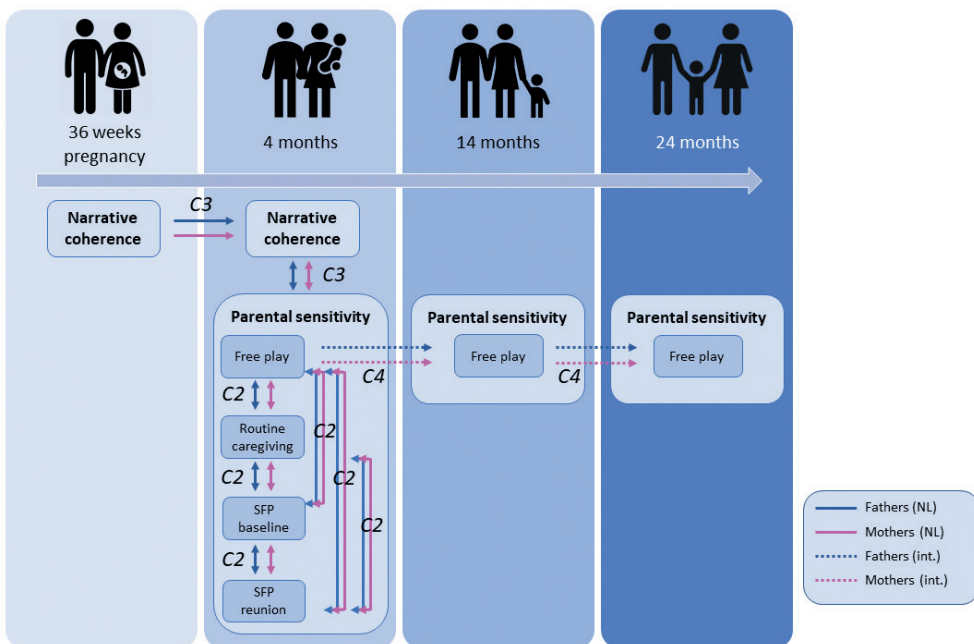 36 weeks
pregnancy
4 months
14 months
24 months
Narrative
coherence
C3
Narrative
coherence
C3
Parental sensitivity
Free play
C4
Parental sensitivity
Free play
C4
Parental sensitivity
Free play
C2
Routine
caregiving
C2
C2
SFP
baseline
C2
C2
C2
SFP
reunion
Fathers (NL)
Mothers (NL)
Fathers (int.)
Mothers (int.)